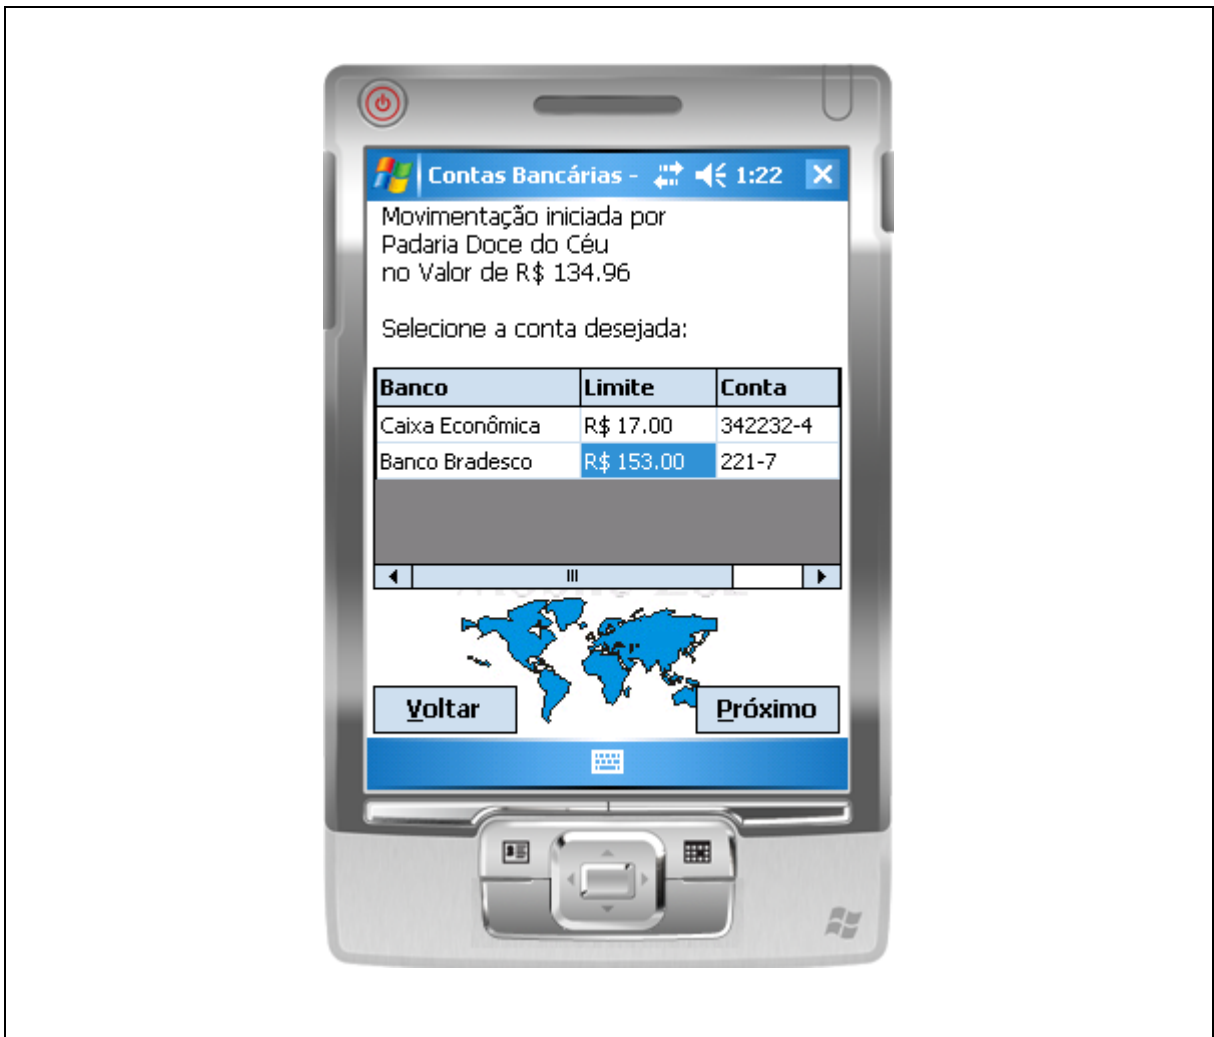 Contas Bancárias - 1:22
Movimentação iniciada por
Padaria Doce do Céu
no Valor de R$ 134.96
Selecione a conta desejada:
Banco Limite Conta
Caixa Econômica R$ 17.00 342232-4
Banco Bradesco R$ 153.00 221-7
Voltar Próximo